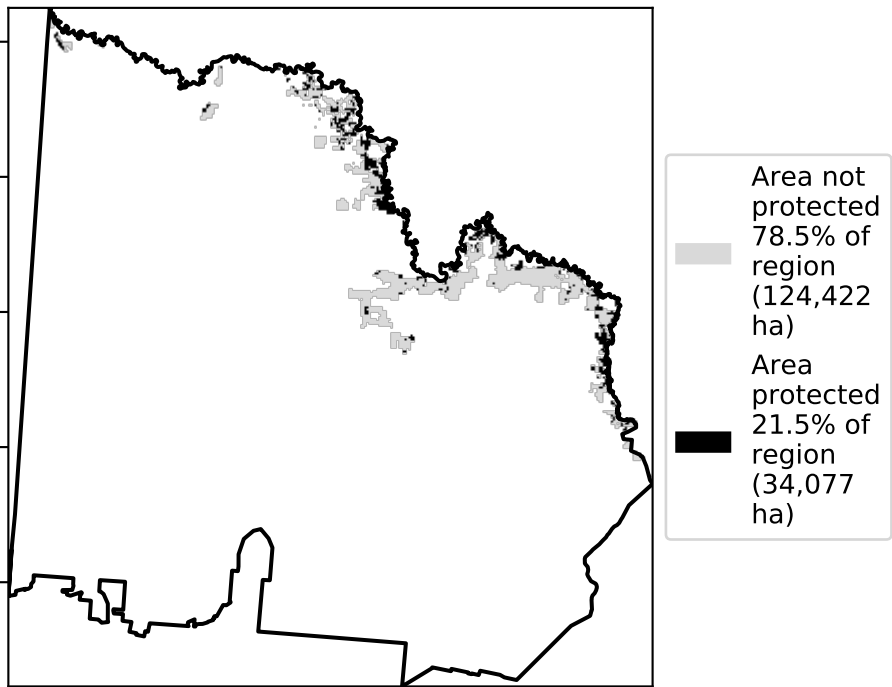 Area not
protected
78.5% of
region
(124,422
ha)
Area
protected
21.5% of
region
(34,077
ha)